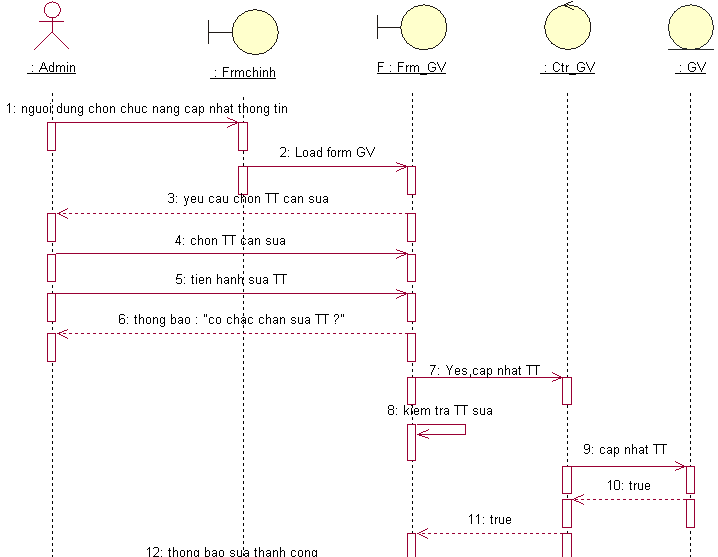 : Admin
: Frmchinh
F : Frm_GV
: Ctr_GV
: GV
1: nguoi dung chon chuc nang cap nhat thong tin
2: Load form GV
3: yeu cau chon TT can sua
4: chon TT can sua
5: tien hanh sua TT
6: thong bao : "co chac chan sua TT ?"
7: Yes,cap nhat TT
8: kiem tra TT sua
9: cap nhat TT
10: true
11: true
12: thong bao sua thanh cong